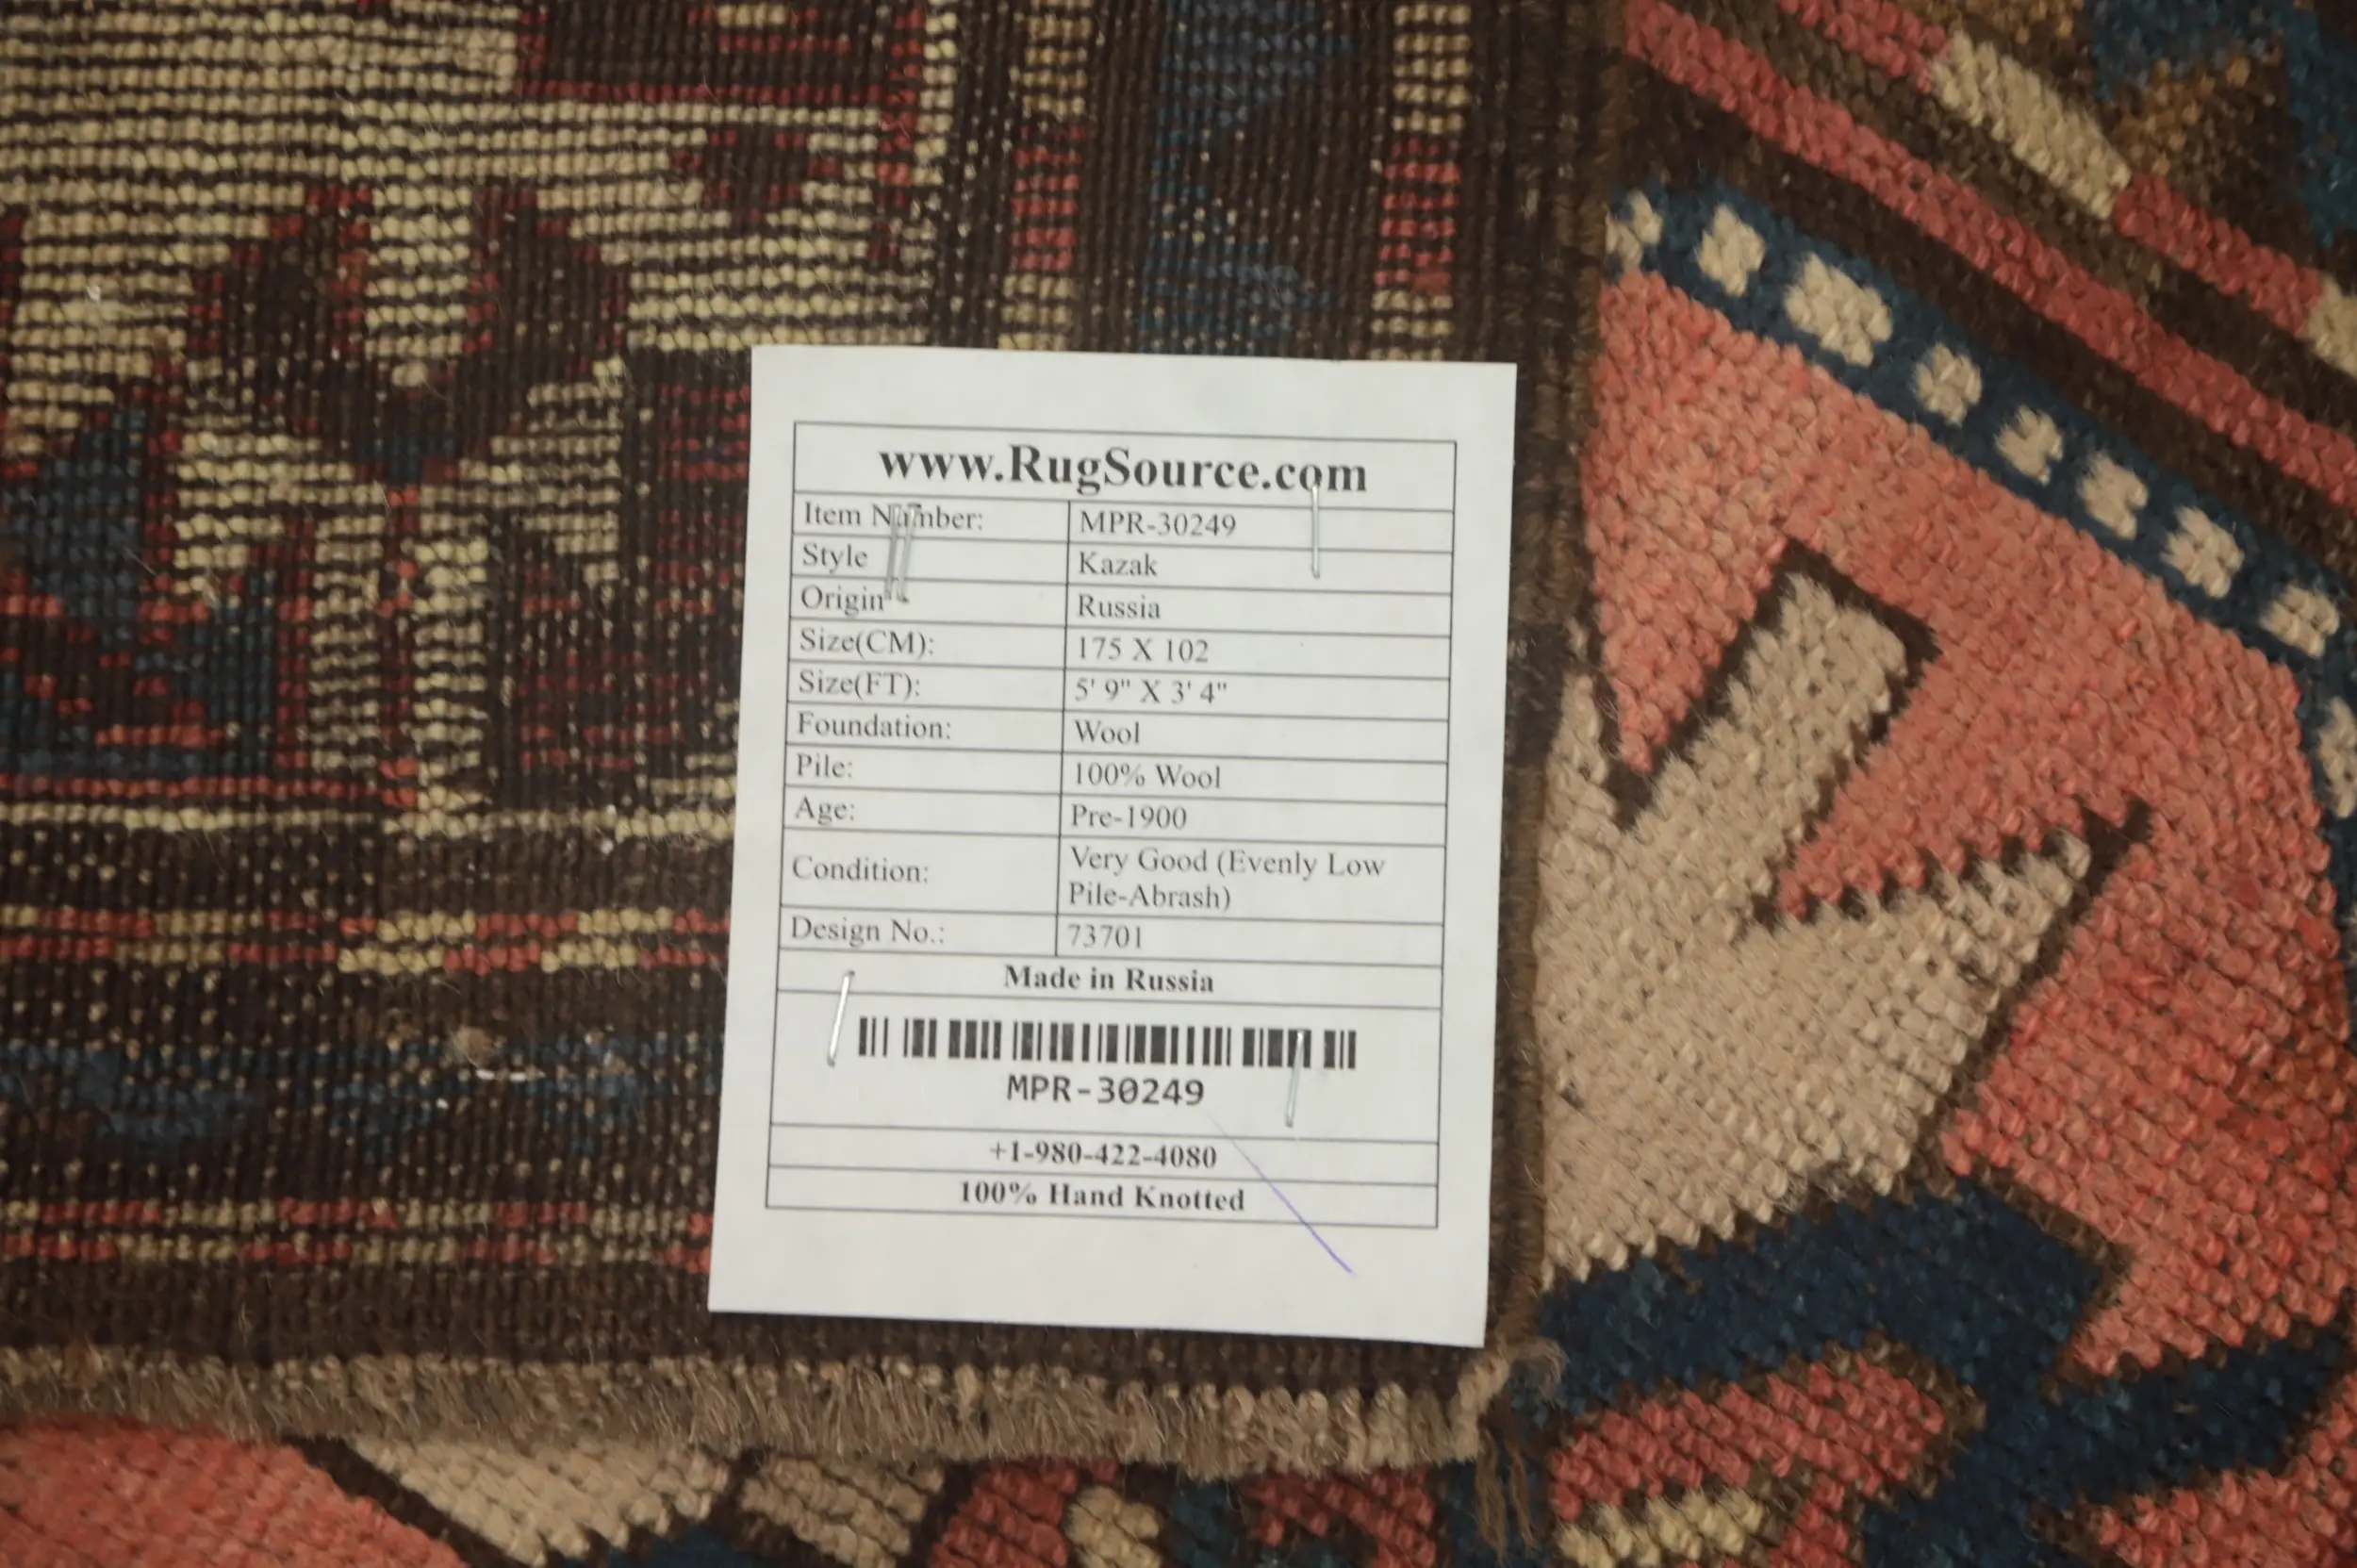 www.RugSource.com
Item Number: MPR-30249
Style Kazak
Origin Russia
Size(CM): 175 X 102
Size(FT): 5' 9" X 3' 4"
Foundation: Wool
Pile: 100% Wool
Age: Pre-1900
Condition: Very Good (Evenly Low
Pile-Abrash)
Design No.: 73701
Made in Russia
MPR-30249
+1-980-422-4080
100% Hand Knotted